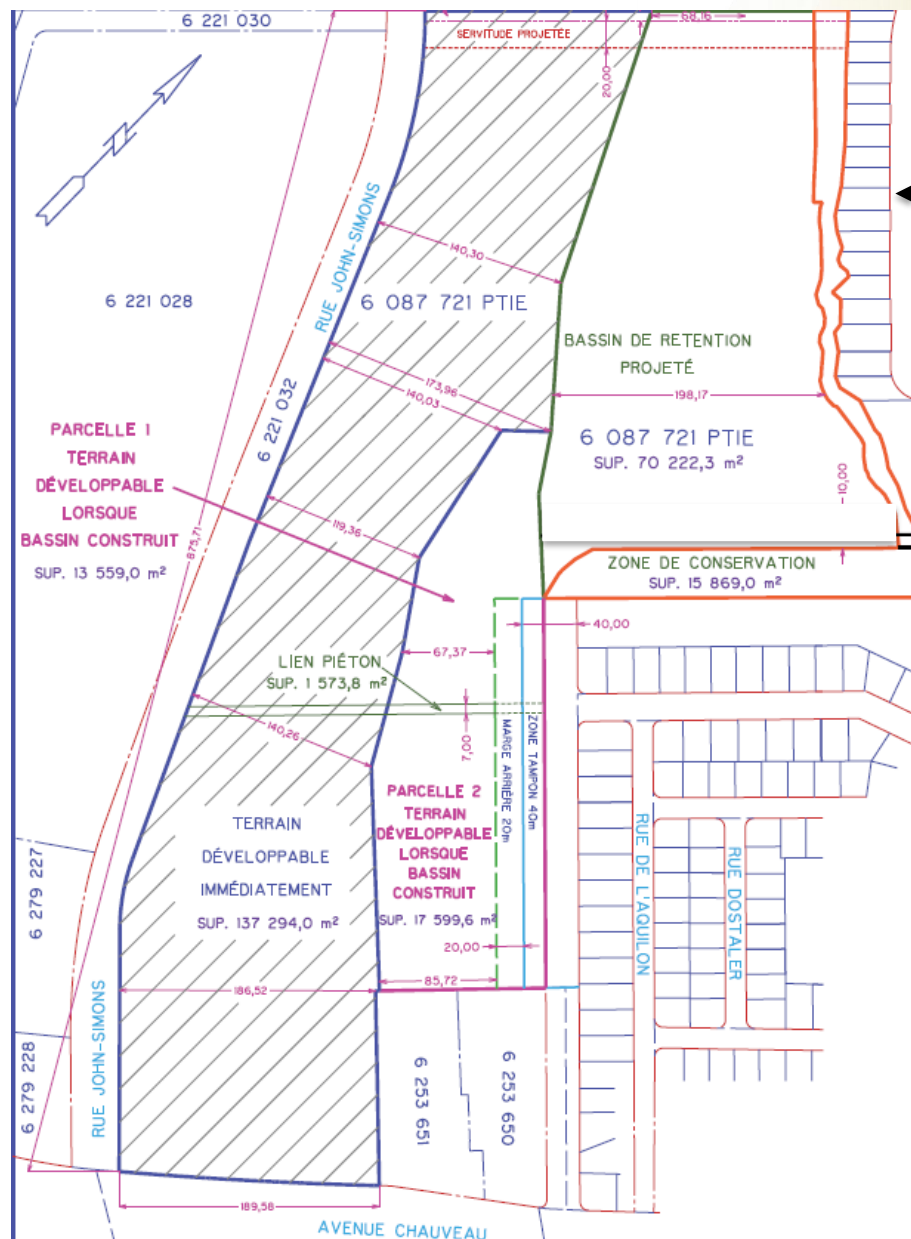 6 221 030
68,16
SERVITUDE PROJETÉE
20,00
N
RUE JOHN-SIMONS
140,30
6 221 028
6 087 721 PTIE
BASSIN DE RETENTION
PROJETÉ
173,96
140,03
198,17
6 221 032
PARCELLE 1
TERRAIN
DÉVELOPPABLE
LORSQUE
BASSIN CONSTRUIT
SUP. 13 559,0 m²
6 087 721 PTIE
SUP. 70 222,3 m²
875,71
119,36
10,00
ZONE DE CONSERVATION
SUP. 15 869,0 m²
40,00
67,37
LIEN PIÉTON
SUP. 1 573,8 m²
7,00
140,26
MARGE ARRIÈRE 20m
ZONE TAMPON 40m
PARCELLE 2
TERRAIN
DÉVELOPPABLE
LORSQUE
BASSIN
CONSTRUIT
SUP. 17 599,6 m²
TERRAIN
DÉVELOPPABLE
IMMÉDIATEMENT
SUP. 137 294,0 m²
RUE DE L'AQUILON
RUE DOSTALER
6 279 227
20,00
85,72
186,52
6 279 228
RUE JOHN-SIMONS
6 253 651
6 253 650
189,58
AVENUE CHAUVEAU